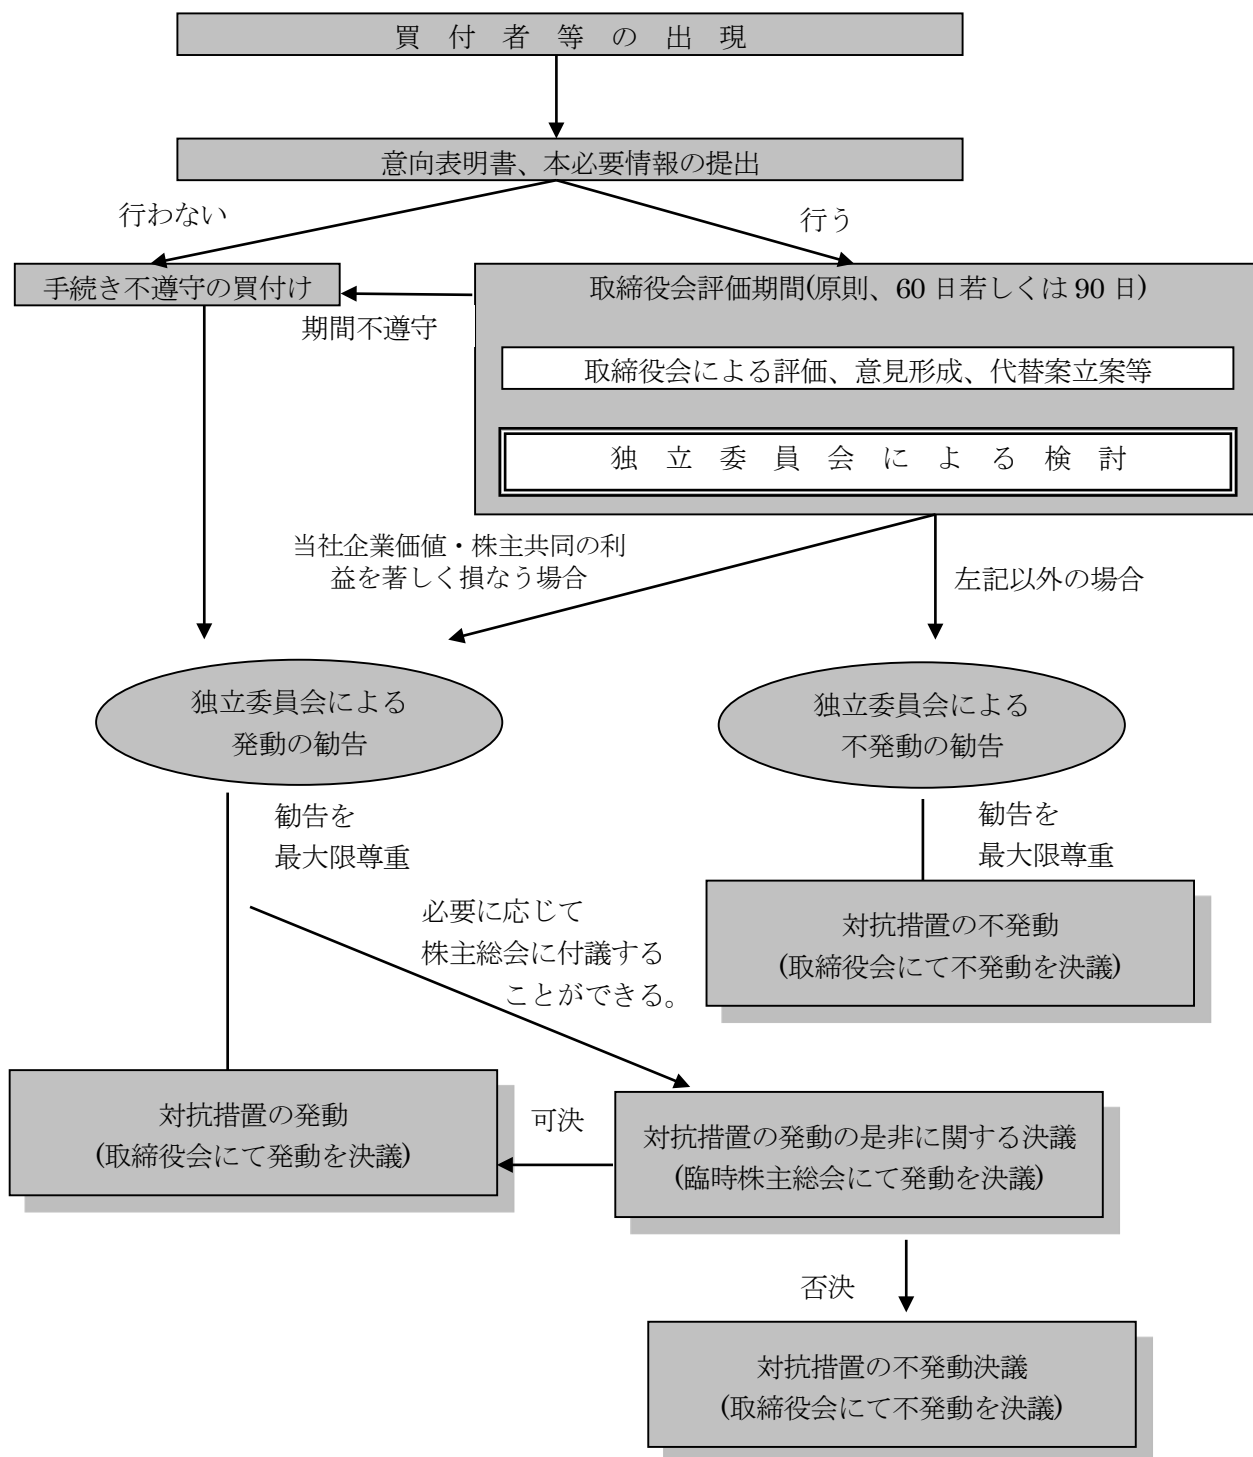 買付者等の出現
意向表明書、本必要情報の提出
行わない
行う
手続き不遵守の買付け
取締役会評価期間(原則、60日若しくは90日)
期間不遵守
取締役会による評価、意見形成、代替案立案等
独立委員会による検討
当社企業価値・株主共同の利
益を著しく損なう場合
左記以外の場合
独立委員会による
発動の勧告
独立委員会による
不発動の勧告
勧告を
最大限尊重
勧告を
最大限尊重
必要に応じて
株主総会に付議する
ことができる。
対抗措置の不発動
(取締役会にて不発動を決議)
対抗措置の発動
(取締役会にて発動を決議)
可決
対抗措置の発動の是非に関する決議
(臨時株主総会にて発動を決議)
否決
対抗措置の不発動決議
(取締役会にて不発動を決議)